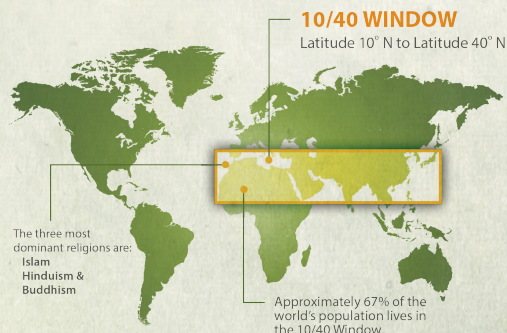 10/40 WINDOW
Latitude 10° N to Latitude 40° N
The three most
dominant religions are:
Islam
Hinduism &
Buddhism
Approximately 67% of the
world's population lives in
the 10/40 Window